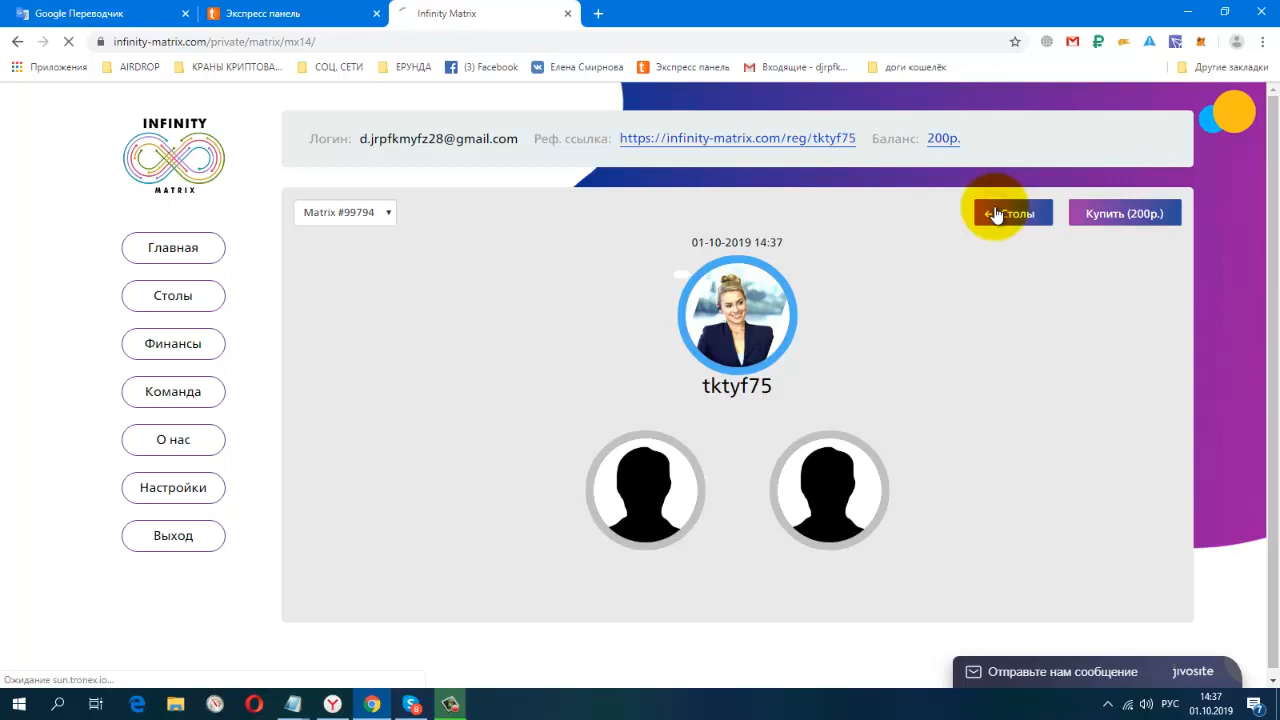 Google Переводчик
Экспресс панель
Infinity Matrix
infinity-matrix.com/private/matrix/mx14/
Приложения
AIRDROP
КРАНЫ КРИПТОВА...
СОЦ. СЕТИ
ЕРУНДА
(3) Facebook
Елена Смирнова
Экспресс панель
Входящие - djrpfk...
доги кошелёк
Другие закладки
INFINITY
MATRIX
Логин: d.jrpfkmyfz28@gmail.com Реф. ссылка: https://infinity-matrix.com/reg/tktyf75 Баланс: 200р.
Matrix #99794
← Столы
Купить (200р.)
01-10-2019 14:37
tktyf75
Главная
Столы
Финансы
Команда
О нас
Настройки
Выход
Отправьте нам сообщение
jivosite
Ожидание sun.tronex.io...
РУС
14:37
01.10.2019